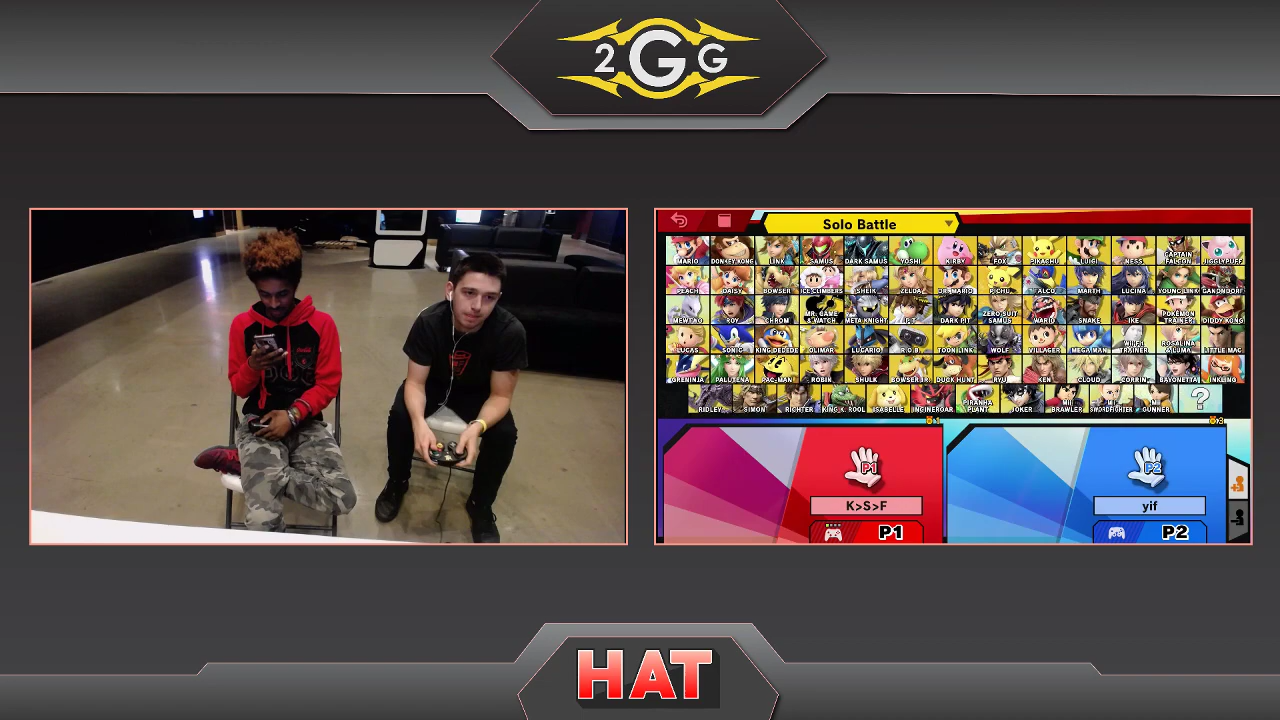 2GG
Solo Battle
MARIO DONKEY KONG LINK SAMUS DARK SAMUS YOSHI KIRBY FOX PIKACHU LUIGI NESS CAPTAIN FALCON JIGGLYPUFF
PEACH DAISY BOWSER ICE CLIMBERS SHEIK ZELDA DR. MARIO PICHU FALCO MARTH LUCINA YOUNG LINK GANONDORF
MEWTWO ROY CHROM MR. GAME & WATCH META KNIGHT PIT DARK PIT ZERO SUIT SAMUS WARIO SNAKE IKE POKÉMON TRAINER DIDDY KONG
LUCAS SONIC KING DEDEDE OLIMAR LUCARIO R.O.B. TOON LINK WOLF VILLAGER MEGA MAN WII FIT TRAINER ROSALINA & LUMA LITTLE MAC
GRENINJA PALUTENA PAC-MAN ROBIN SHULK BOWSER JR. DUCK HUNT RYU KEN CLOUD CORRIN BAYONETTA INKLING
RIDLEY SIMON RICHTER KING K. ROOL ISABELLE INCINEROAR PIRANHA PLANT JOKER MII BRAWLER MII SWORDFIGHTER MII GUNNER ?
P1 P2
K>S>F yif
P1 P2
HAT